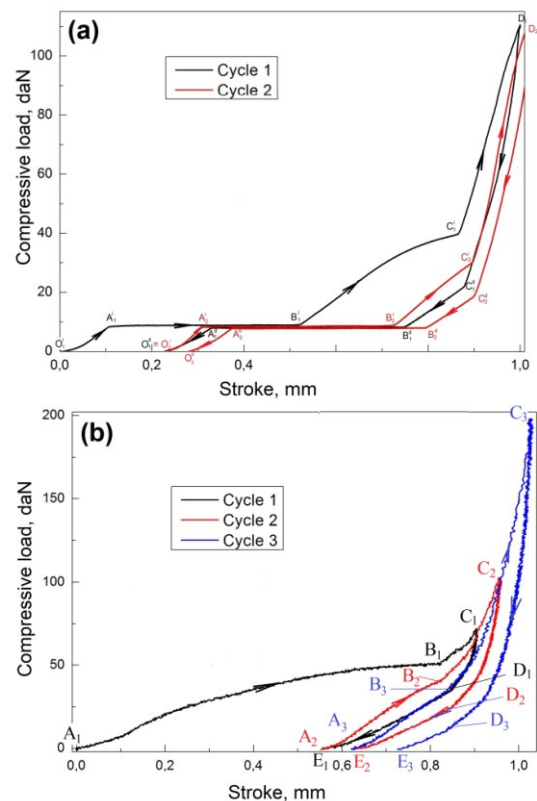 (a)
Compressive load, daN
100
80
60
40
20
0
Cycle 1
Cycle 2
0,0
0,2
0,4
0,6
0,8
1,0
Stroke, mm
(b)
Compressive load, daN
200
150
100
50
0
Cycle 1
Cycle 2
Cycle 3
A₁
B₁
C₁
D₁
E₁
A₂
B₂
C₂
D₂
E₂
A₃
B₃
C₃
D₃
E₃
0,0
0,2
0,4
0,6
0,8
1,0
Stroke, mm